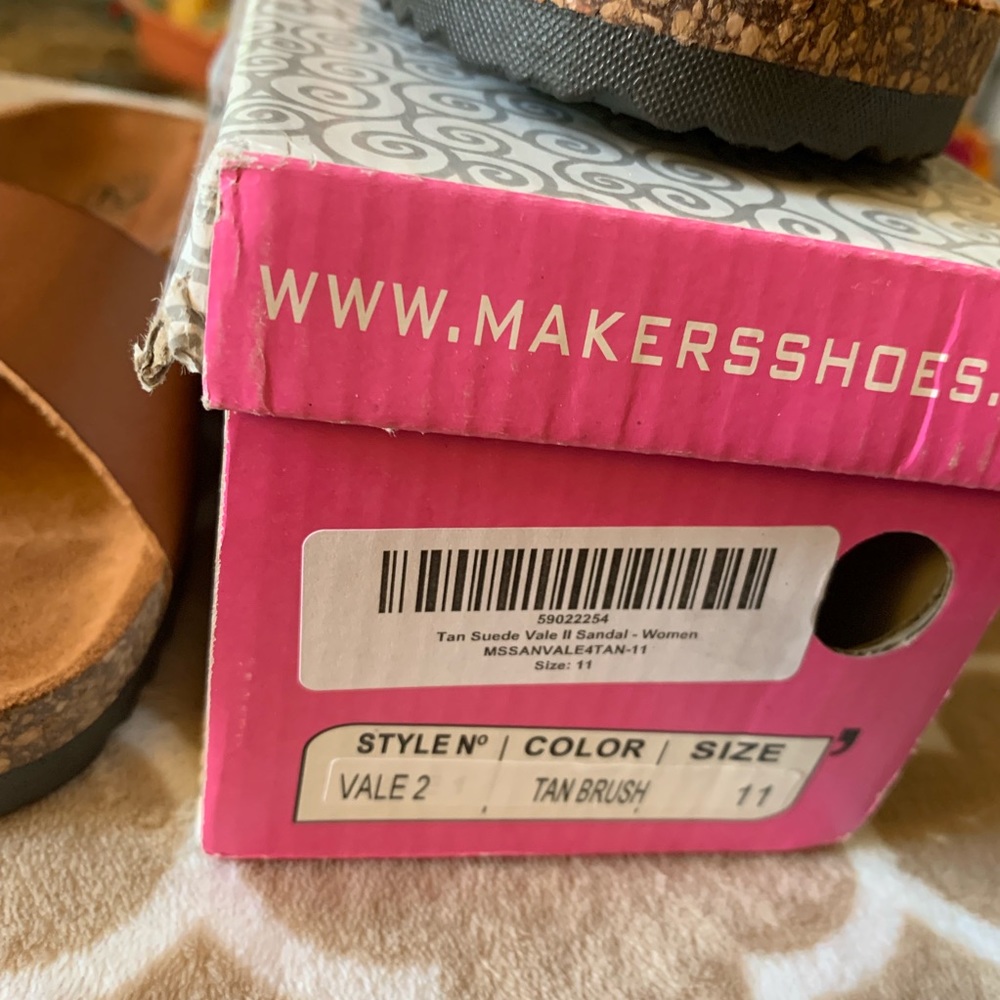 WWW.MAKERSSHOES.
59022254
Tan Suede Vale II Sandal - Women
MSSANVALE4TAN-11
Size: 11
STYLE Nº / COLOR / SIZE
VALE 2 TAN BRUSH 11